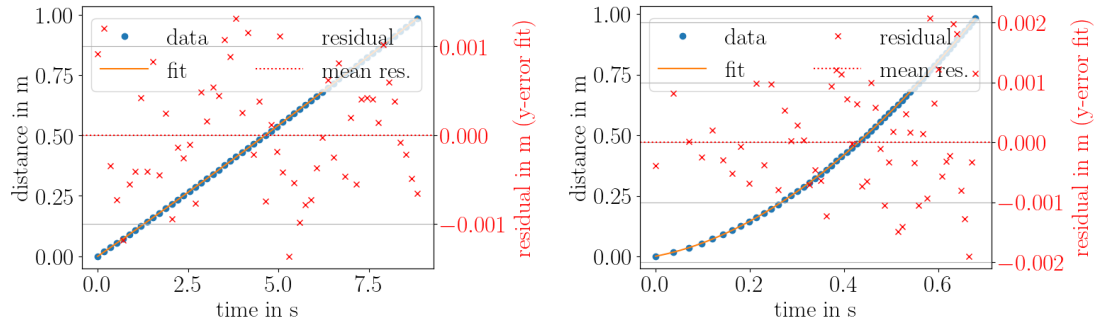 1.00
0.75
0.50
0.25
0.00
distance in m
data
fit
residual
mean res.
0.001
0.000
−0.001
residual in m (y-error fit)
0.0
2.5
5.0
7.5
time in s
1.00
0.75
0.50
0.25
0.00
distance in m
data
fit
residual
mean res.
0.002
0.001
0.000
−0.001
−0.002
residual in m (y-error fit)
0.0
0.2
0.4
0.6
time in s